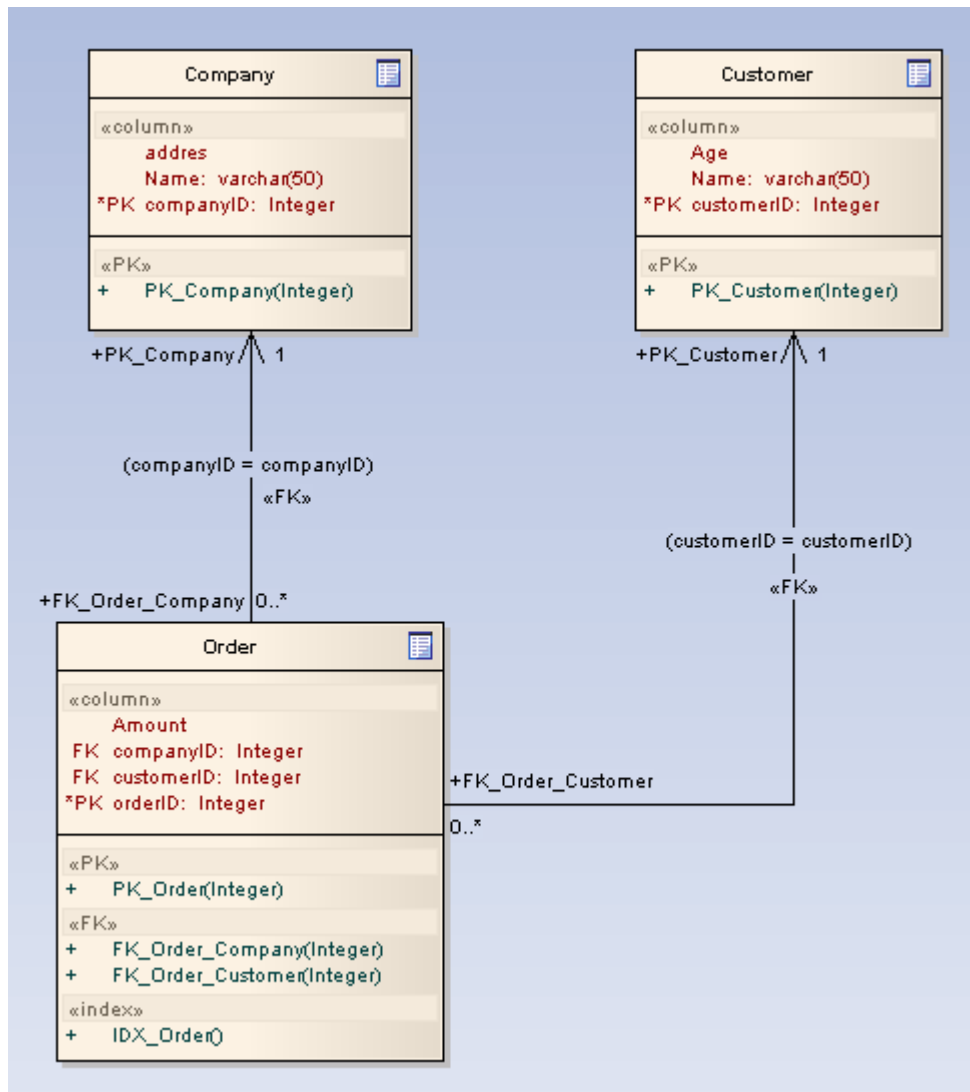 Company
«column»
addres
Name: varchar(50)
*PK companyID: Integer
«PK»
+ PK_Company(Integer)
Customer
«column»
Age
Name: varchar(50)
*PK customerID: Integer
«PK»
+ PK_Customer(Integer)
+PK_Company 1
+PK_Customer 1
(companyID = companyID)
«FK»
(customerID = customerID)
«FK»
+FK_Order_Company 0..*
Order
«column»
Amount
FK companyID: Integer
FK customerID: Integer
*PK orderID: Integer
«PK»
+ PK_Order(Integer)
«FK»
+ FK_Order_Company(Integer)
+ FK_Order_Customer(Integer)
«index»
+ IDX_Order()
+FK_Order_Customer
0..*